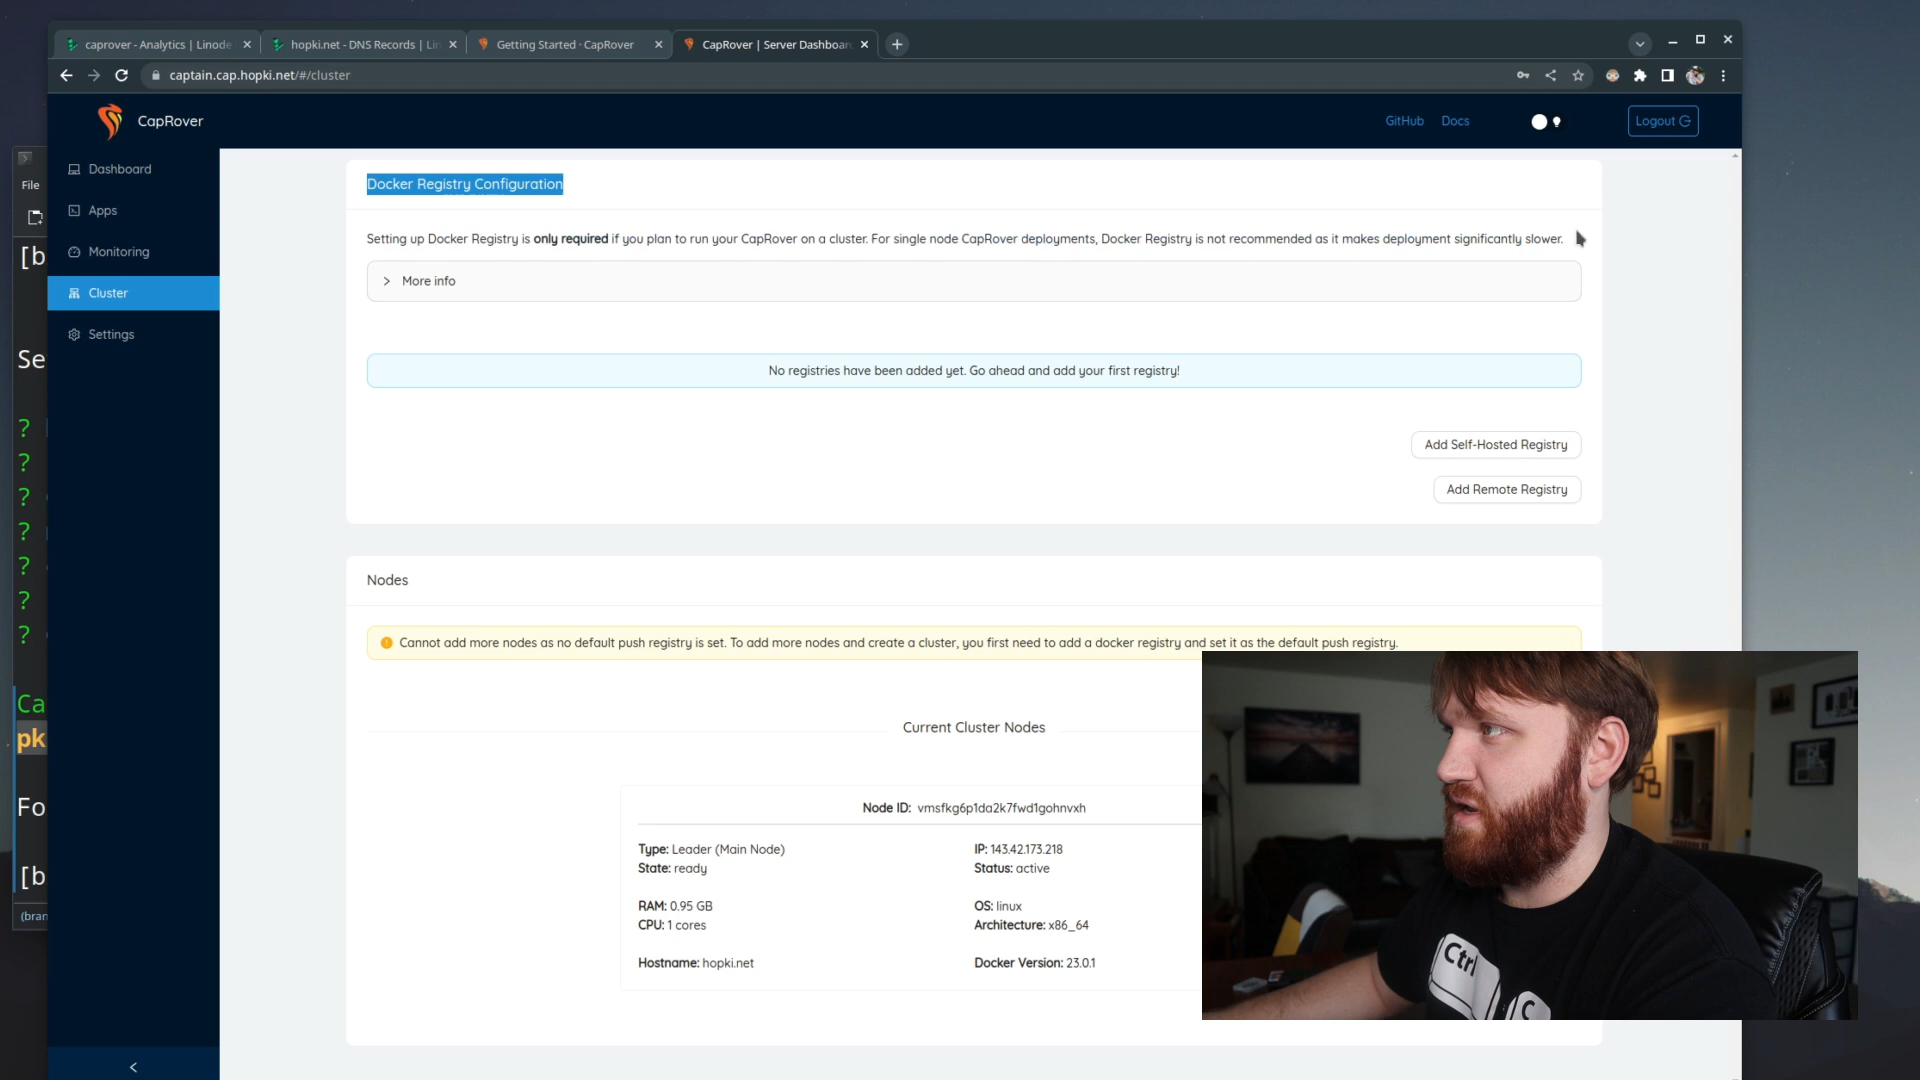 caprover - Analytics | Linode
hopki.net - DNS Records | Lin
Getting Started · CapRover
CapRover | Server Dashboar
captain.cap.hopki.net/#/cluster
CapRover
GitHub
Docs
Logout
Dashboard
Apps
Monitoring
Cluster
Settings
File
[b
Se
?
?
?
?
?
?
?
Ca
pk
Fo
[b
(bran
Docker Registry Configuration
Setting up Docker Registry is only required if you plan to run your CapRover on a cluster. For single node CapRover deployments, Docker Registry is not recommended as it makes deployment significantly slower.
More info
No registries have been added yet. Go ahead and add your first registry!
Add Self-Hosted Registry
Add Remote Registry
Nodes
Cannot add more nodes as no default push registry is set. To add more nodes and create a cluster, you first need to add a docker registry and set it as the default push registry.
Current Cluster Nodes
Node ID: vmsfkg6p1da2k7fwd1gohnvxh
Type: Leader (Main Node)
IP: 143.42.173.218
State: ready
Status: active
RAM: 0.95 GB
OS: linux
CPU: 1 cores
Architecture: x86_64
Hostname: hopki.net
Docker Version: 23.0.1
Ctrl
C